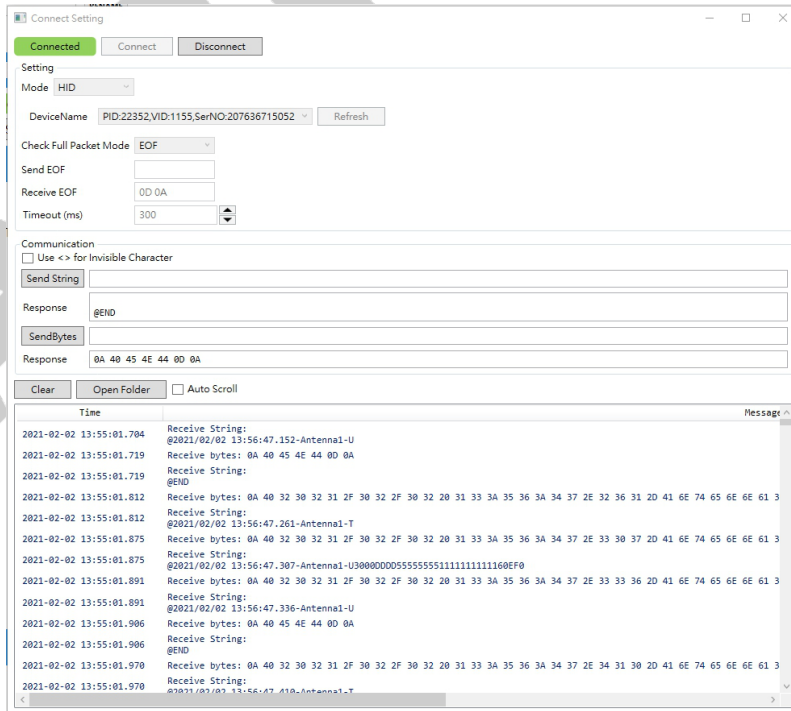 Connect Setting
Connected Connect Disconnect
Setting
Mode HID
DeviceName PID:22352,VID:1155,SerNO:207636715052 Refresh
Check Full Packet Mode EOF
Send EOF
Receive EOF 0D 0A
Timeout (ms) 300
Communication
Use <> for Invisible Character
Send String
Response @END
SendBytes
Response 0A 40 45 4E 44 0D 0A
Clear Open Folder Auto Scroll
Time Message
2021-02-02 13:55:01.704 Receive String:
@2021/02/02 13:56:47.152-Antenna1-U
2021-02-02 13:55:01.719 Receive bytes: 0A 40 45 4E 44 0D 0A
2021-02-02 13:55:01.719 Receive String:
@END
2021-02-02 13:55:01.812 Receive bytes: 0A 40 32 30 32 31 2F 30 32 2F 30 32 20 31 33 3A 35 36 3A 34 37 2E 32 36 31 2D 41 6E 74 65 6E 6E 61 3
2021-02-02 13:55:01.812 Receive String:
@2021/02/02 13:56:47.261-Antenna1-T
2021-02-02 13:55:01.875 Receive bytes: 0A 40 32 30 32 31 2F 30 32 2F 30 32 20 31 33 3A 35 36 3A 34 37 2E 33 30 37 2D 41 6E 74 65 6E 6E 61 3
2021-02-02 13:55:01.875 Receive String:
@2021/02/02 13:56:47.307-Antenna1-U3000DDDD55555555111111111111160EF0
2021-02-02 13:55:01.891 Receive bytes: 0A 40 32 30 32 31 2F 30 32 2F 30 32 20 31 33 3A 35 36 3A 34 37 2E 33 33 36 2D 41 6E 74 65 6E 6E 61 3
2021-02-02 13:55:01.891 Receive String:
@2021/02/02 13:56:47.336-Antenna1-U
2021-02-02 13:55:01.906 Receive bytes: 0A 40 45 4E 44 0D 0A
2021-02-02 13:55:01.906 Receive String:
@END
2021-02-02 13:55:01.970 Receive bytes: 0A 40 32 30 32 31 2F 30 32 2F 30 32 20 31 33 3A 35 36 3A 34 37 2E 34 31 30 2D 41 6E 74 65 6E 6E 61 3
2021-02-02 13:55:01.970 Receive String:
@2021/02/02 13:56:47.410-Antenna1-T